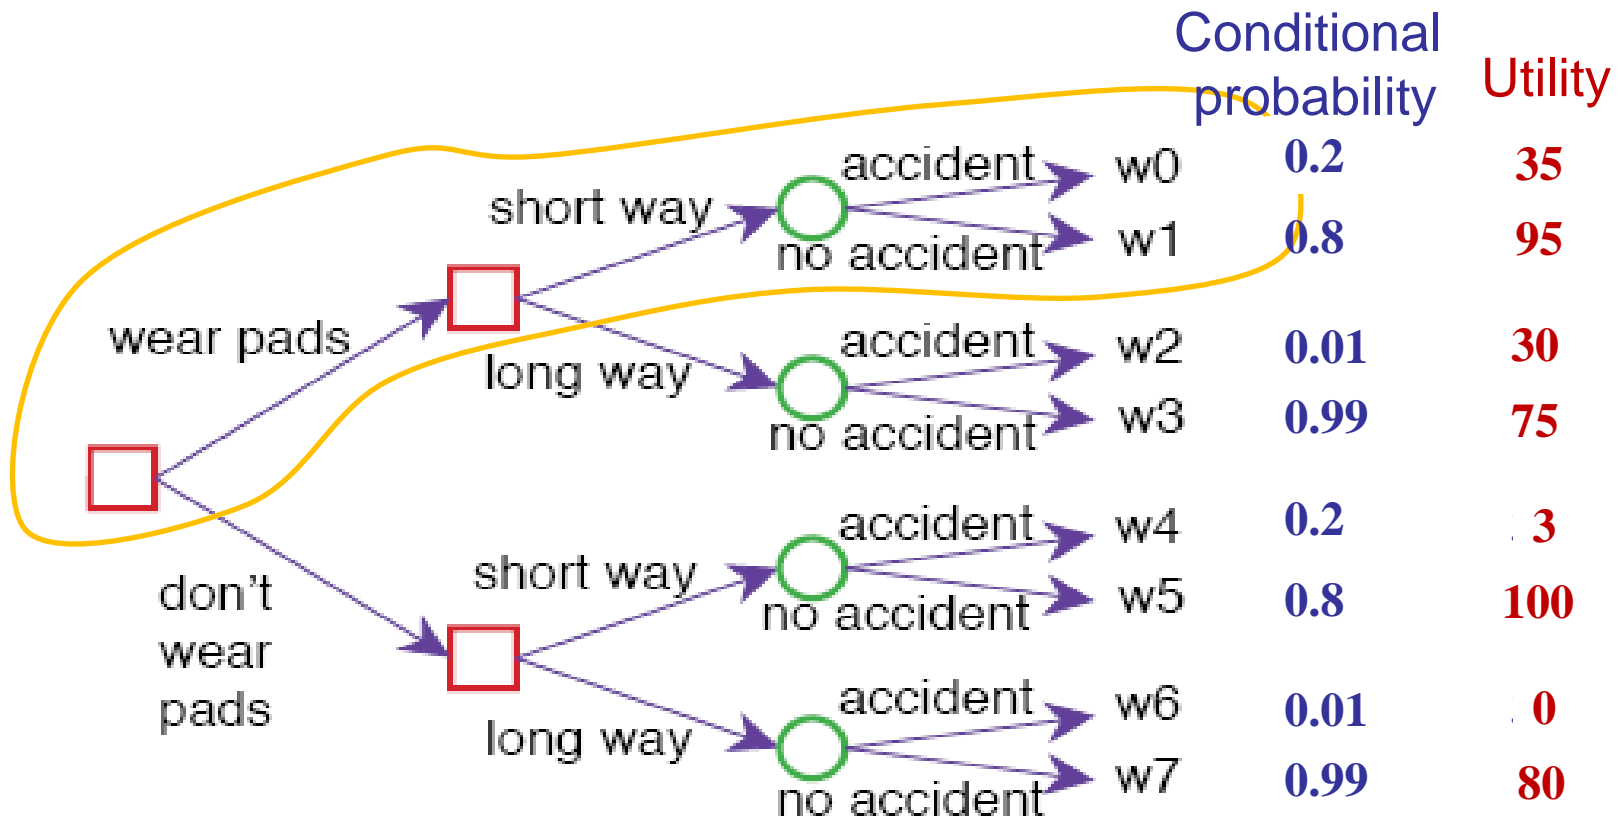 Conditional
probability Utility
accident w0 0.2 35
short way
no accident w1 0.8 95
wear pads
accident w2 0.01 30
long way
no accident w3 0.99 75
accident w4 0.2 3
short way
no accident w5 0.8 100
don't
wear
pads
accident w6 0.01 0
long way
no accident w7 0.99 80